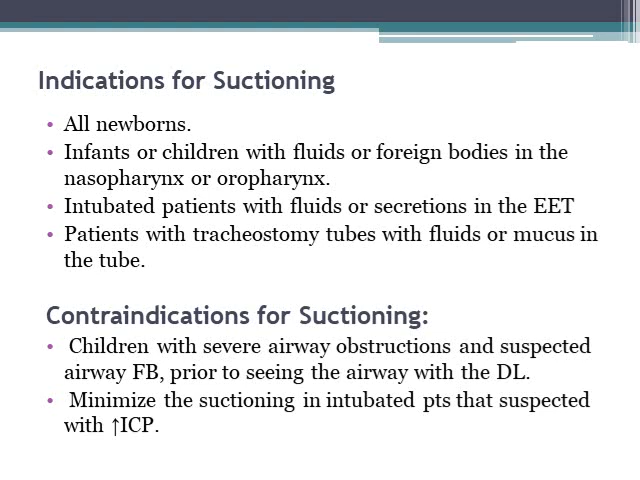 Indications for Suctioning
• All newborns.
• Infants or children with fluids or foreign bodies in the
nasopharynx or oropharynx.
• Intubated patients with fluids or secretions in the EET
• Patients with tracheostomy tubes with fluids or mucus in
the tube.
Contraindications for Suctioning:
• Children with severe airway obstructions and suspected
airway FB, prior to seeing the airway with the DL.
• Minimize the suctioning in intubated pts that suspected
with ↑ICP.